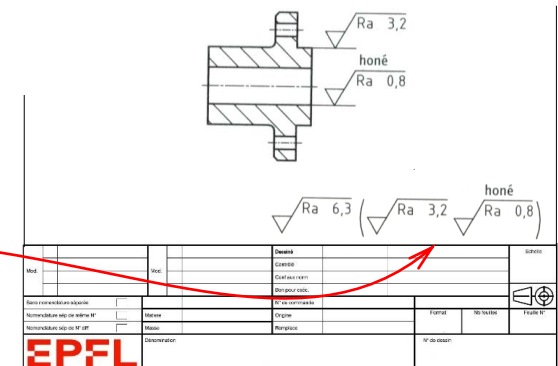 Ra 3,2
honé
Ra 0,8
honé
Ra 6,3 ( Ra 3,2 Ra 0,8 )
Dessiné
Echelle
Contrôlé
Mod.
Mod.
Conf.aux norm
Bon pour exéc.
Sans nomenclature séparée
N° de commande
Nomenclature sép de même N°
Matière
Origine
Format
Nb feuilles
Feuille N°
Nomenclature sép de N° diff
Masse
Remplace
EPFL
Dénomination
N° de dessin